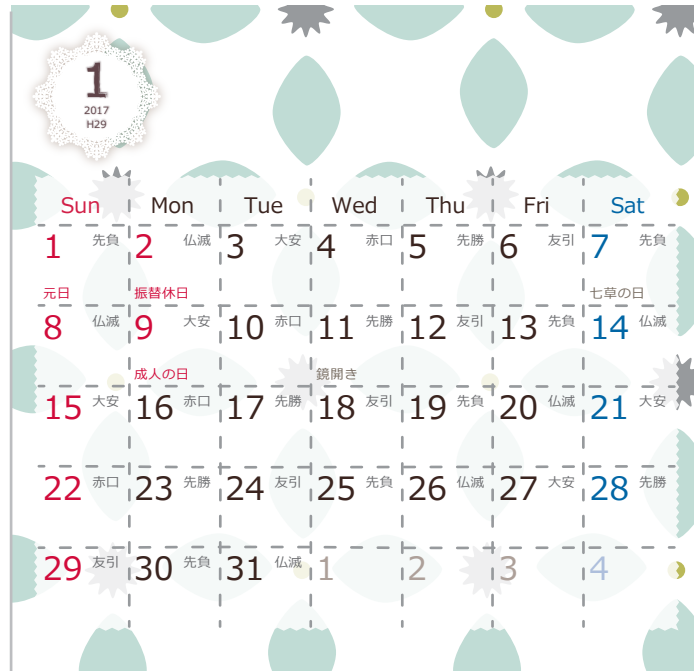 1
2017
H29
Sun Mon Tue Wed Thu Fri Sat
1 先負 2 仏滅 3 大安 4 赤口 5 先勝 6 友引 7 先負
元日 振替休日 七草の日
8 仏滅 9 大安 10 赤口 11 先勝 12 友引 13 先負 14 仏滅
成人の日 鏡開き
15 大安 16 赤口 17 先勝 18 友引 19 先負 20 仏滅 21 大安
22 赤口 23 先勝 24 友引 25 先負 26 仏滅 27 大安 28 先勝
29 友引 30 先負 31 仏滅 1 2 3 4